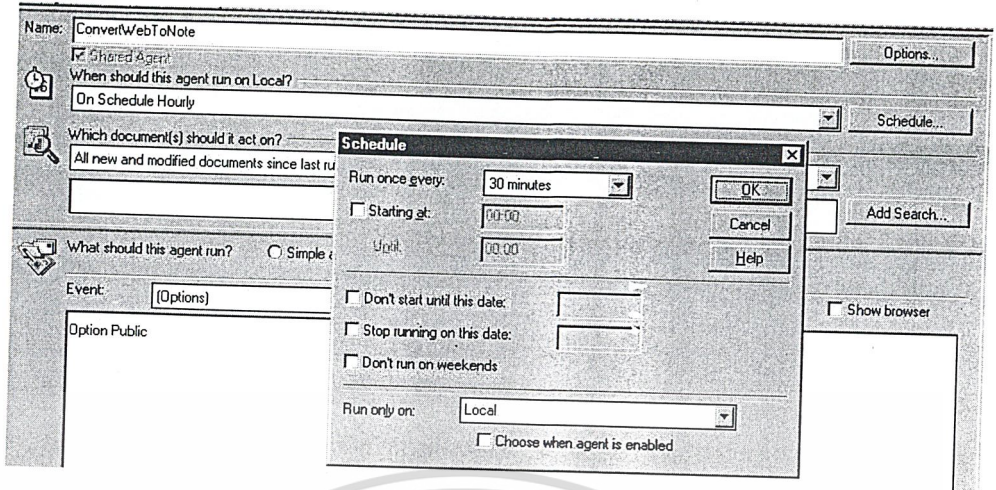 Name: ConvertWebToNote
Shared Agent Options...
When should this agent run on Local?
On Schedule Hourly Schedule...
Which document(s) should it act on?
All new and modified documents since last ru
Add Search...
What should this agent run? Simple a
Event: (Options) Show browser
Option Public
Schedule
Run once every: 30 minutes OK
Starting at: 00:00 Cancel
Until: 00:00 Help
Don't start until this date:
Stop running on this date:
Don't run on weekends
Run only on: Local
Choose when agent is enabled